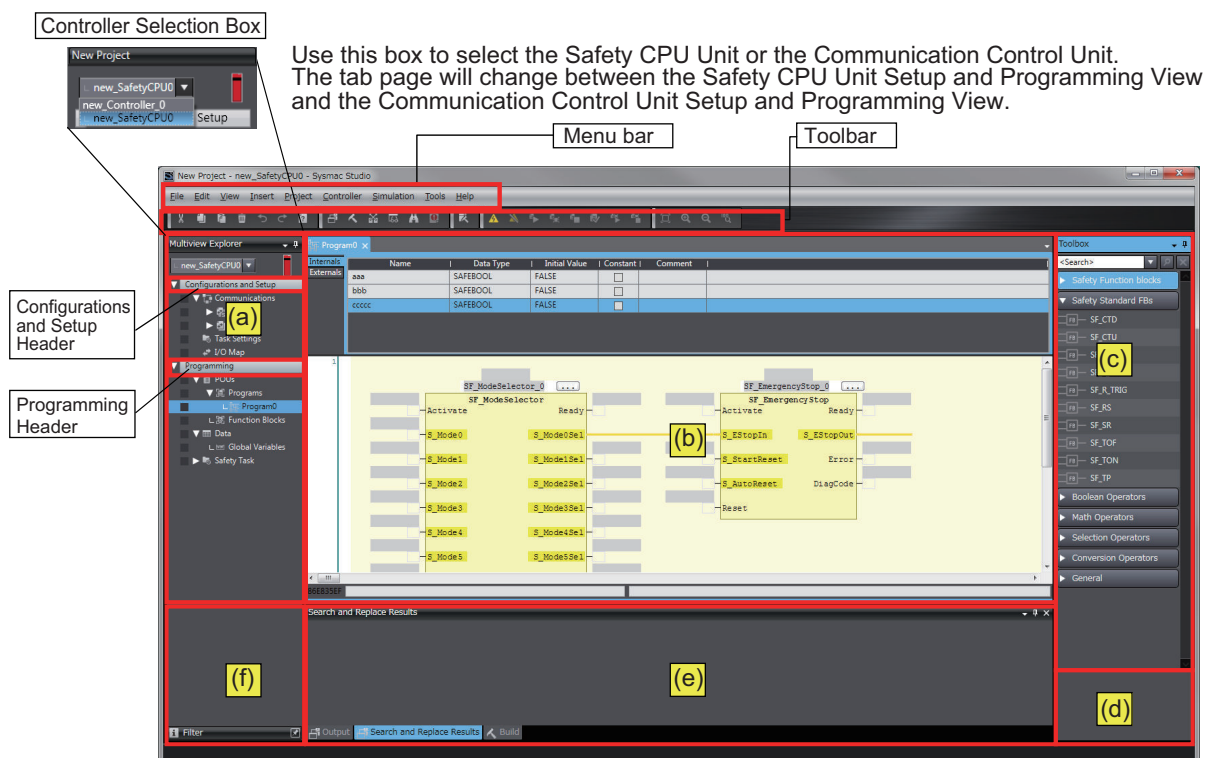 Controller Selection Box
New Project
new_SafetyCPU0
new_Controller_0
new_SafetyCPU0 Setup
Use this box to select the Safety CPU Unit or the Communication Control Unit.
The tab page will change between the Safety CPU Unit Setup and Programming View
and the Communication Control Unit Setup and Programming View.
Menu bar
Toolbar
New Project - new_SafetyCPU0 - Sysmac Studio
File Edit View Insert Project Controller Simulation Tools Help
Multiview Explorer
new_SafetyCPU0
Configurations and Setup
Communications
(a)
Task Settings
I/O Map
Programming
POUs
Programs
Program0
Function Blocks
Data
Global Variables
Safety Task
Configurations
and Setup
Header
Programming
Header
Program0
Internals
Externals
Name Data Type Initial Value Constant Comment
aaa SAFEBOOL FALSE
bbb SAFEBOOL FALSE
ccccc SAFEBOOL FALSE
1
SF_ModeSelector_0 ...
SF_ModeSelector
Activate Ready
S_Mode0 S_Mode0Sel
S_Mode1 S_Mode1Sel
S_Mode2 S_Mode2Sel
S_Mode3 S_Mode3Sel
S_Mode4 S_Mode4Sel
S_Mode5 S_Mode5Sel
(b)
SF_EmergencyStop_0 ...
SF_EmergencyStop
Activate Ready
S_EStopIn S_EStopOut
S_StartReset Error
S_AutoReset DiagCode
Reset
Toolbox
<Search>
Safety Function blocks
Safety Standard FBs
FB SF_CTD
FB SF_CTU
(c)
FB SF_R_TRIG
FB SF_RS
FB SF_SR
FB SF_TOF
FB SF_TON
FB SF_TP
Boolean Operators
Math Operators
Selection Operators
Conversion Operators
General
(d)
Search and Replace Results
(e)
Output Search and Replace Results Build
(f)
Filter